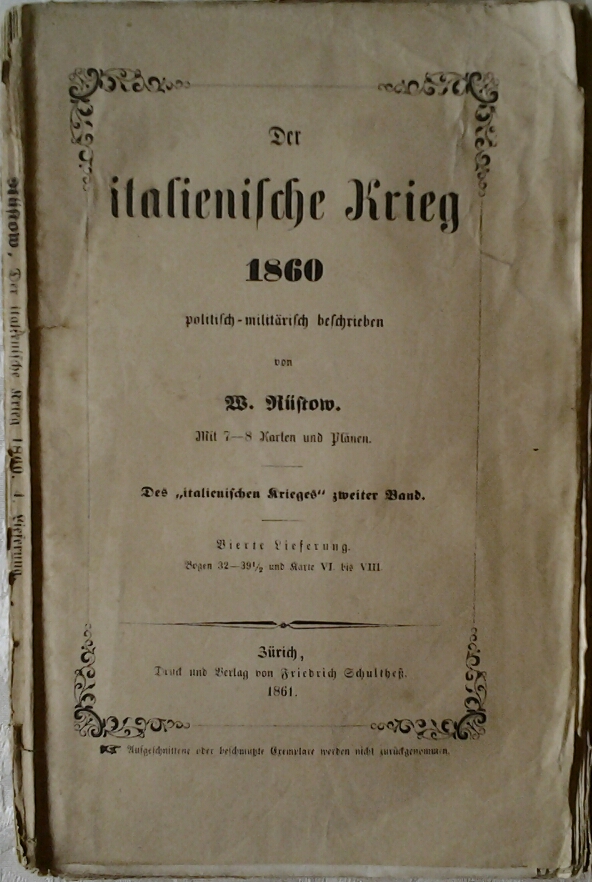 Der
italienische Krieg
1860
politisch-militärisch beschrieben
von
W. Rüstow.
Mit 7—8 Karten und Plänen.
Des „italienischen Krieges“ zweiter Band.
Vierte Lieferung.
Bogen 32—39½ und Karte VI. bis VIII.
Zürich,
Druck und Verlag von Friedrich Schultheß.
1861.
☞ Aufgeschnittene oder beschmutzte Exemplare werden nicht zurückgenommen.
Rüstow, Der italienische Krieg 1860. 4 Lieferung.